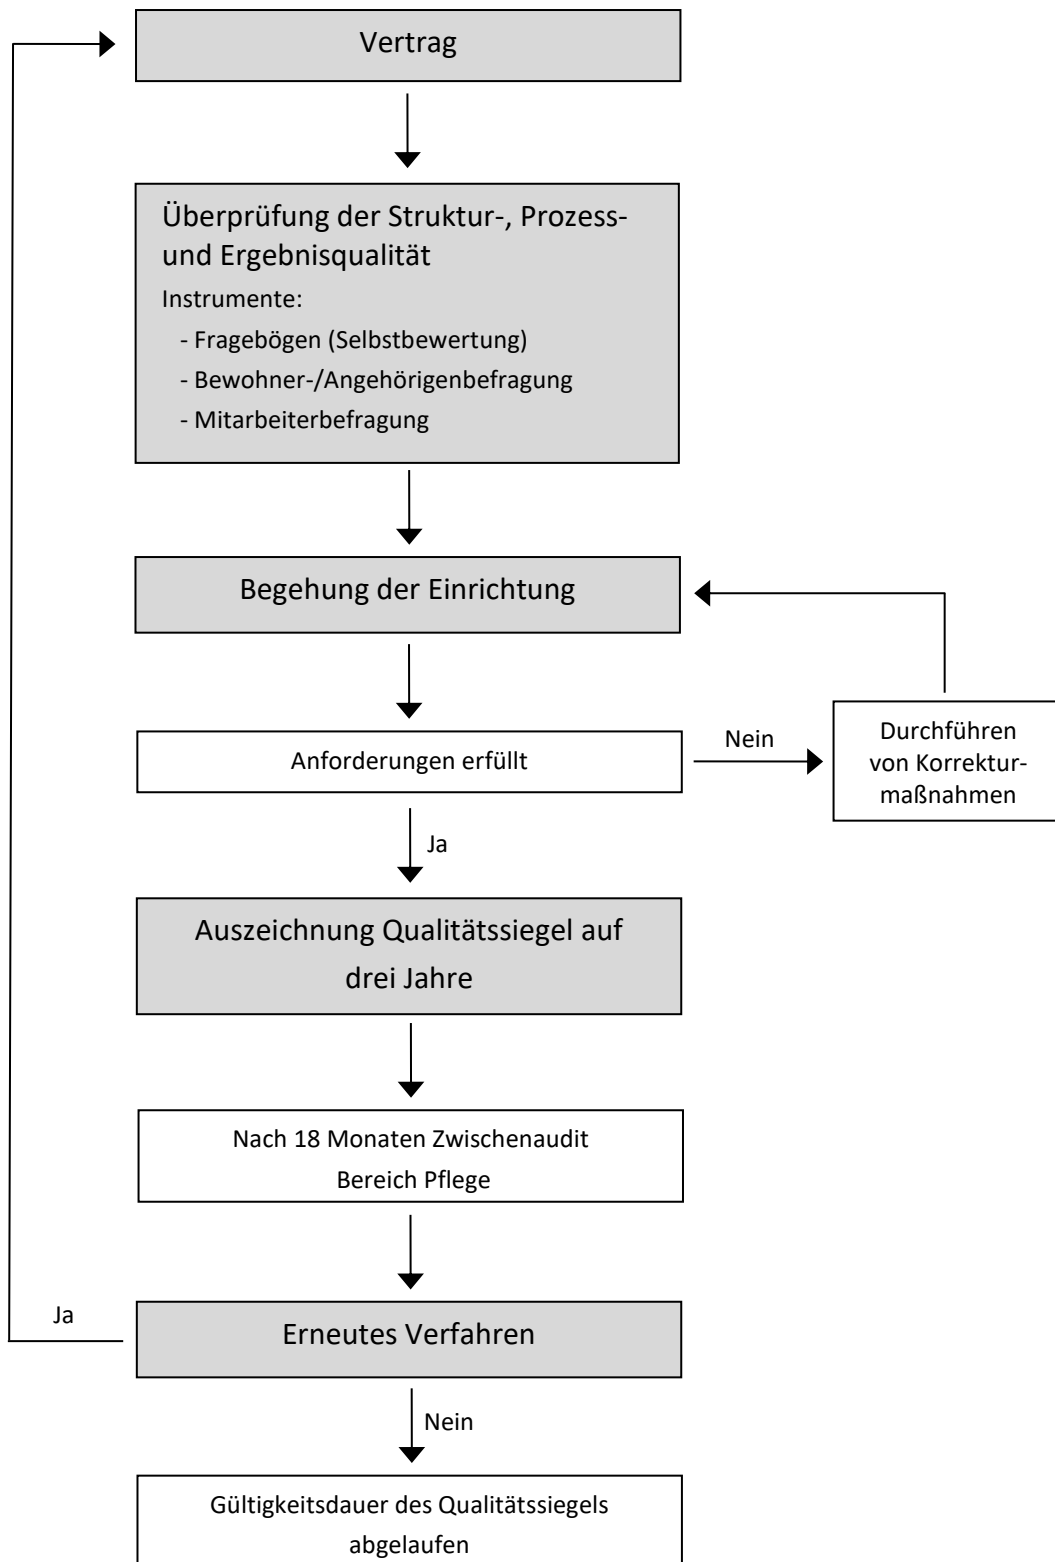 Vertrag
Überprüfung der Struktur-, Prozess-
und Ergebnisqualität
Instrumente:
- Fragebögen (Selbstbewertung)
- Bewohner-/Angehörigenbefragung
- Mitarbeiterbefragung
Begehung der Einrichtung
Anforderungen erfüllt
Nein
Durchführen
von Korrektur-
maßnahmen
Ja
Auszeichnung Qualitätssiegel auf
drei Jahre
Nach 18 Monaten Zwischenaudit
Bereich Pflege
Ja
Erneutes Verfahren
Nein
Gültigkeitsdauer des Qualitätssiegels
abgelaufen